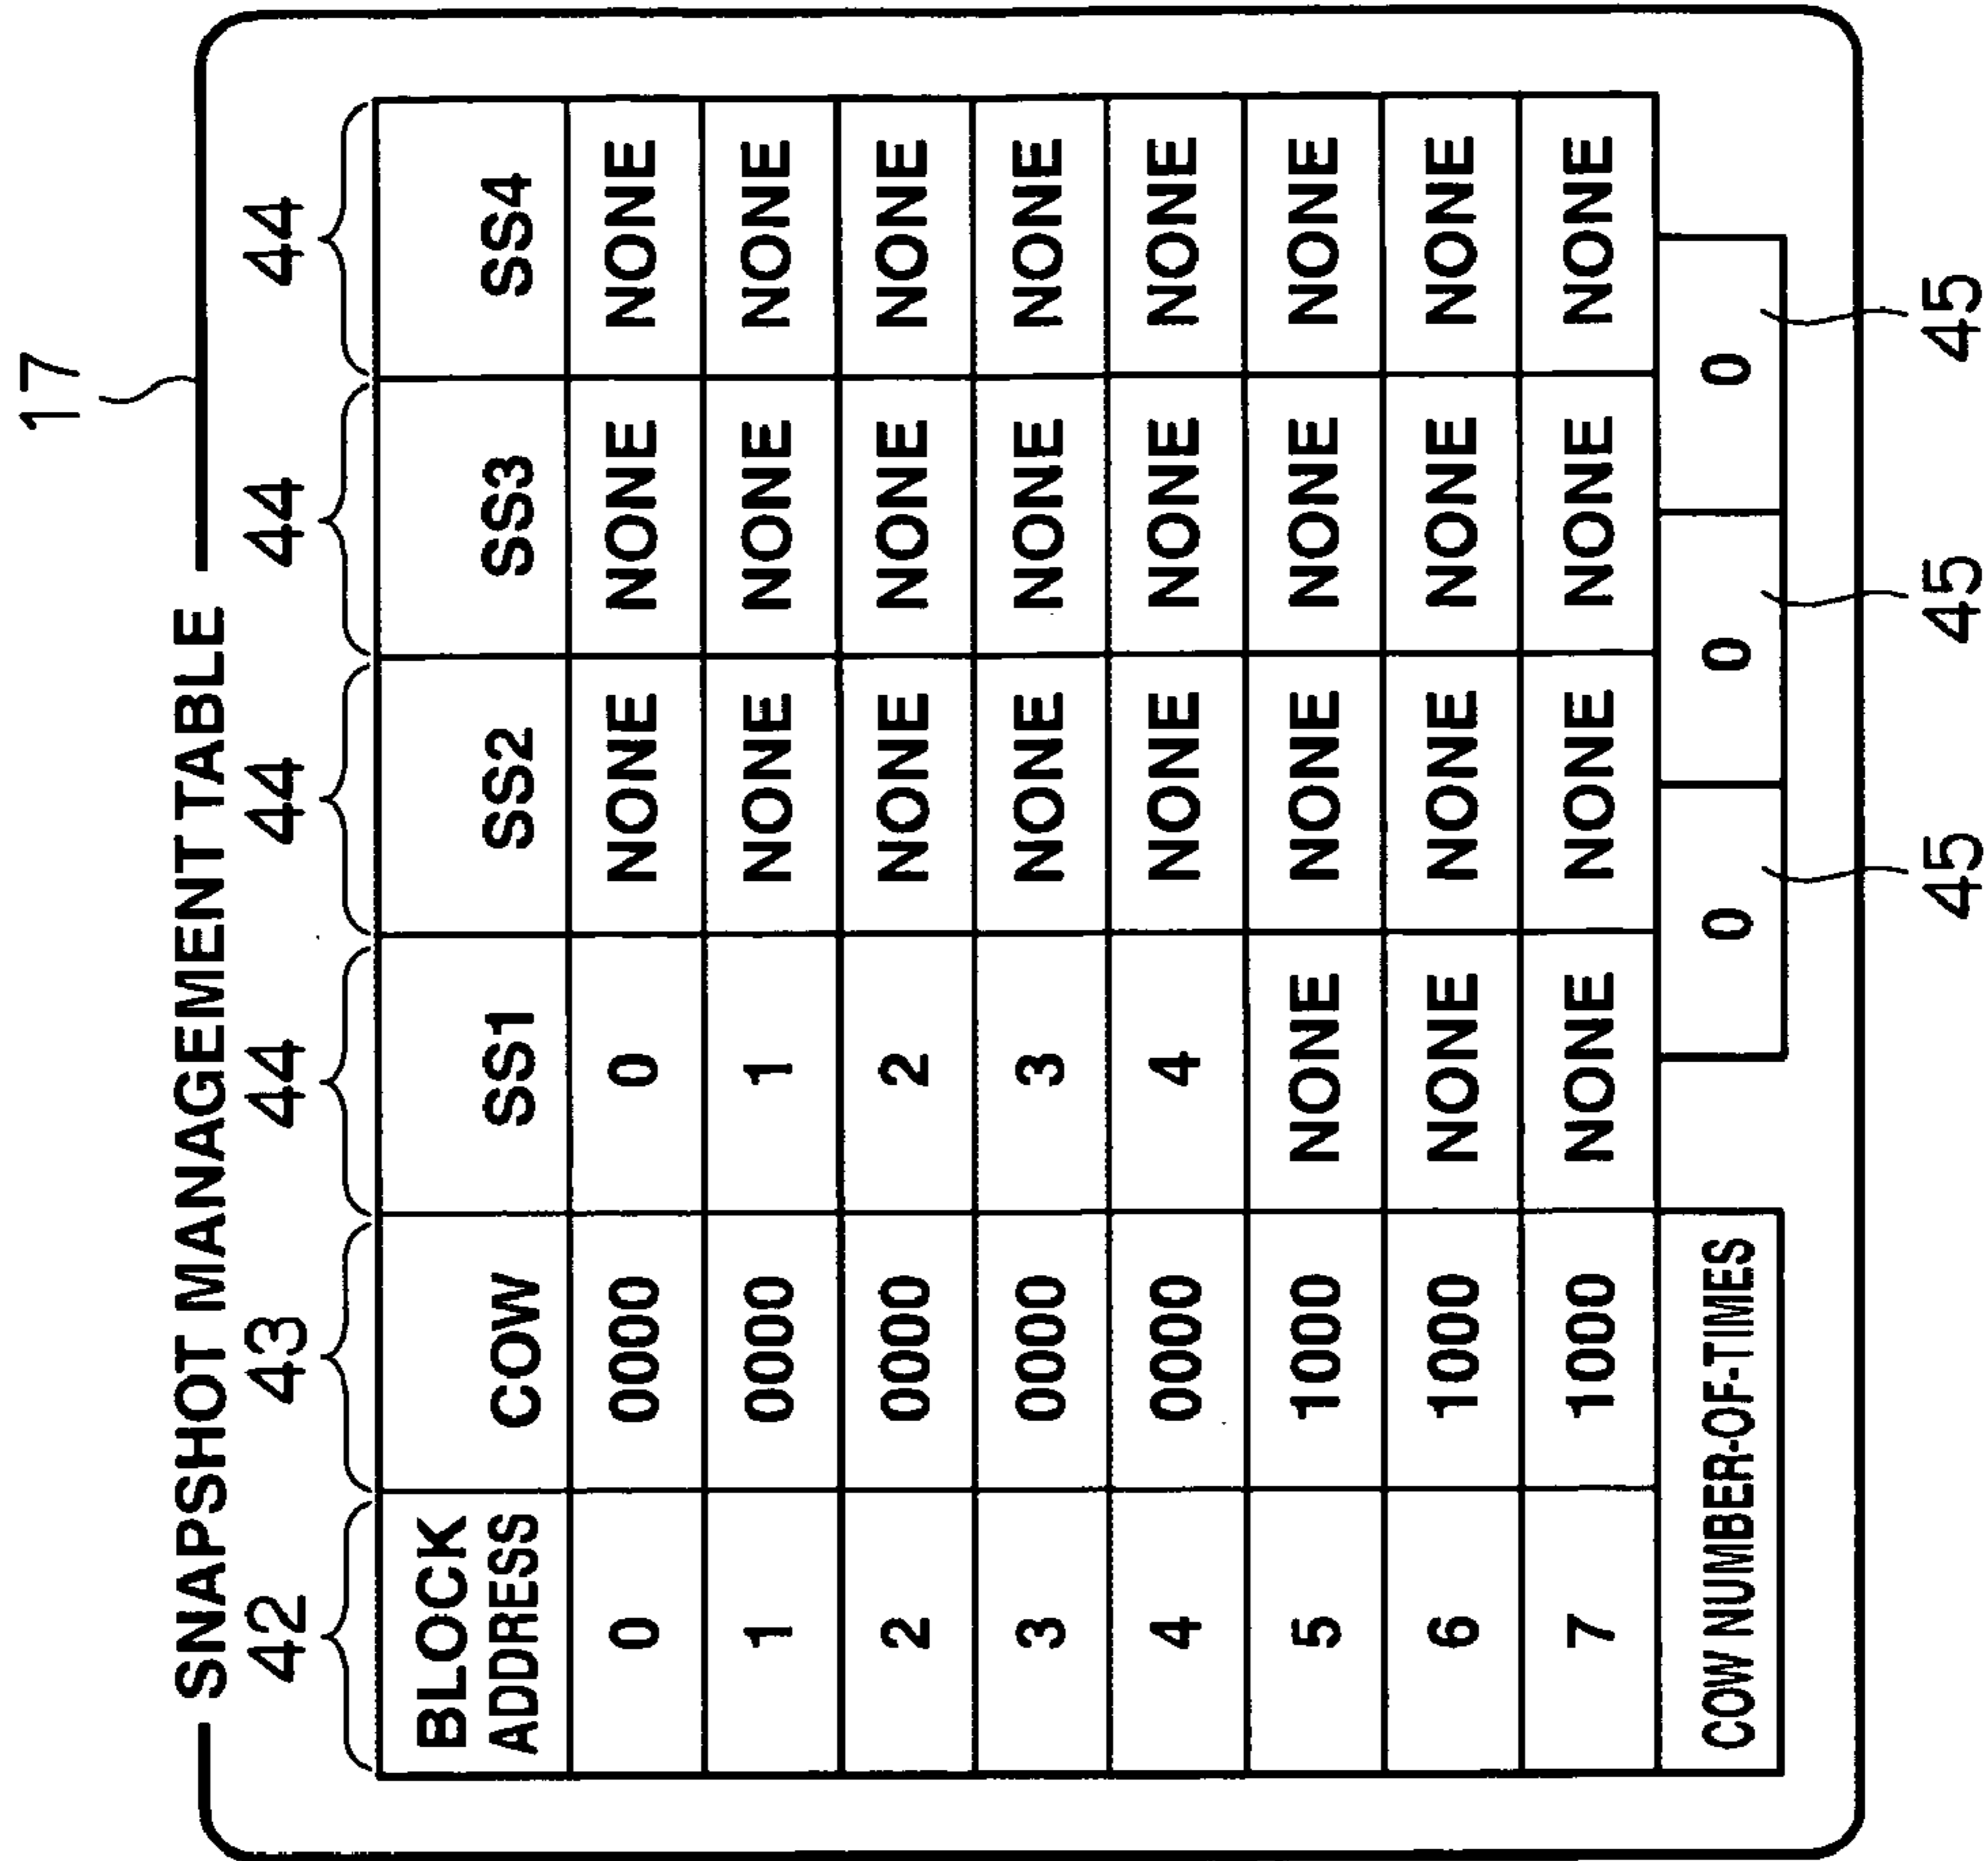 17
SNAPSHOT MANAGEMENT TABLE
42 43 44 44 44 44
BLOCK ADDRESS COW SS1 SS2 SS3 SS4
0 0000 0 NONE NONE NONE
1 0000 1 NONE NONE NONE
2 0000 2 NONE NONE NONE
3 0000 3 NONE NONE NONE
4 0000 4 NONE NONE NONE
5 1000 NONE NONE NONE NONE
6 1000 NONE NONE NONE NONE
7 1000 NONE NONE NONE NONE
COW NUMBER-OF-TIMES 0 0 0
45 45 45